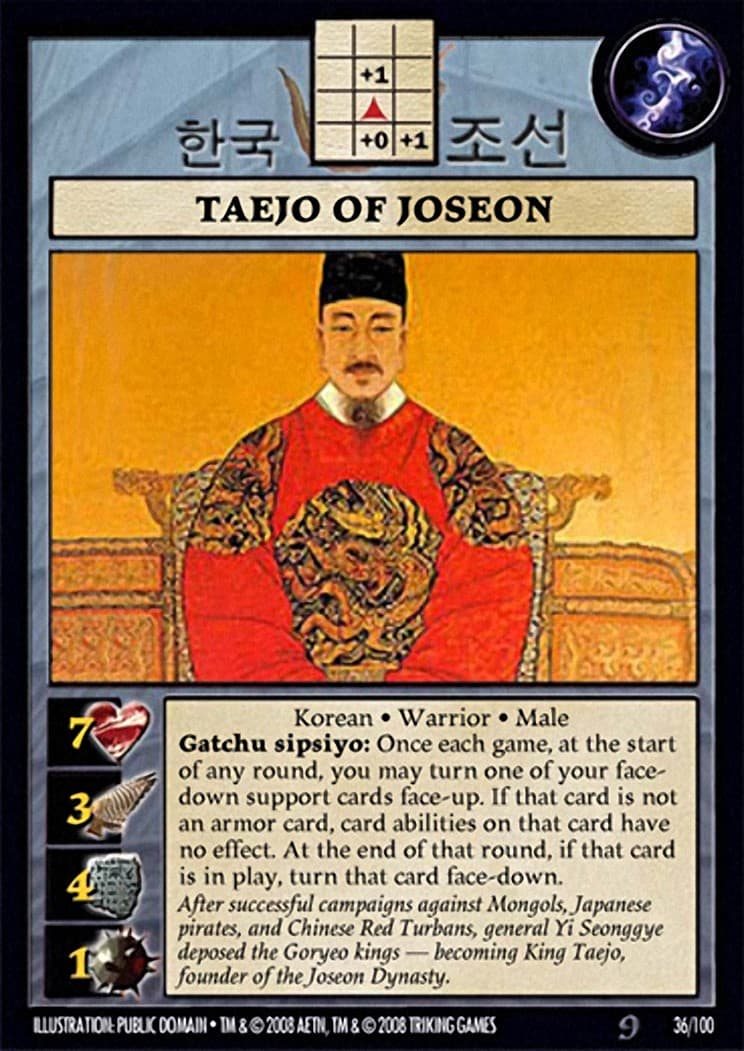 +1
+0 +1
한국 조선
TAEJO OF JOSEON
7
3
4
1
Korean • Warrior • Male
Gatchu sipsiyo: Once each game, at the start
of any round, you may turn one of your face-
down support cards face-up. If that card is not
an armor card, card abilities on that card have
no effect. At the end of that round, if that card
is in play, turn that card face-down.
After successful campaigns against Mongols, Japanese
pirates, and Chinese Red Turbans, general Yi Seonggye
deposed the Goryeo kings — becoming King Taejo,
founder of the Joseon Dynasty.
ILLUSTRATION: PUBLIC DOMAIN • TM & © 2008 AETN, TM & © 2008 TRIKING GAMES 9 36/100